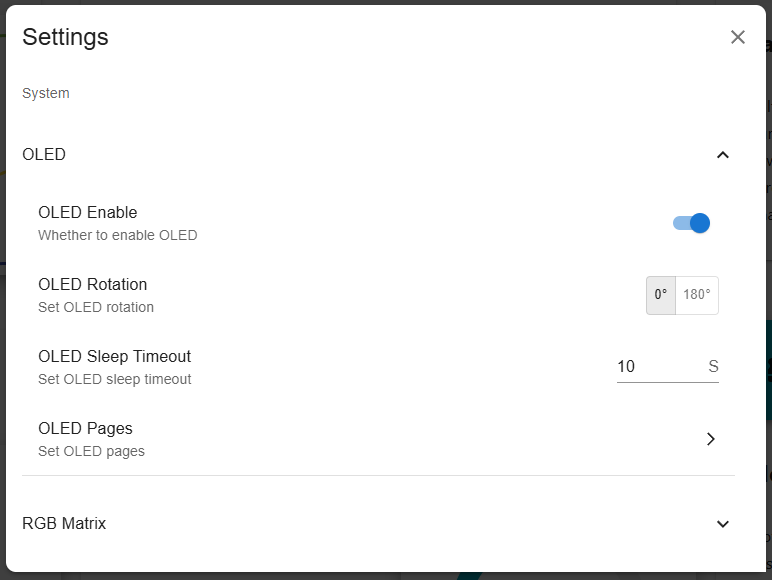 Settings
System
OLED
OLED Enable
Whether to enable OLED
OLED Rotation
Set OLED rotation
0° 180°
OLED Sleep Timeout
Set OLED sleep timeout
10 S
OLED Pages
Set OLED pages
RGB Matrix